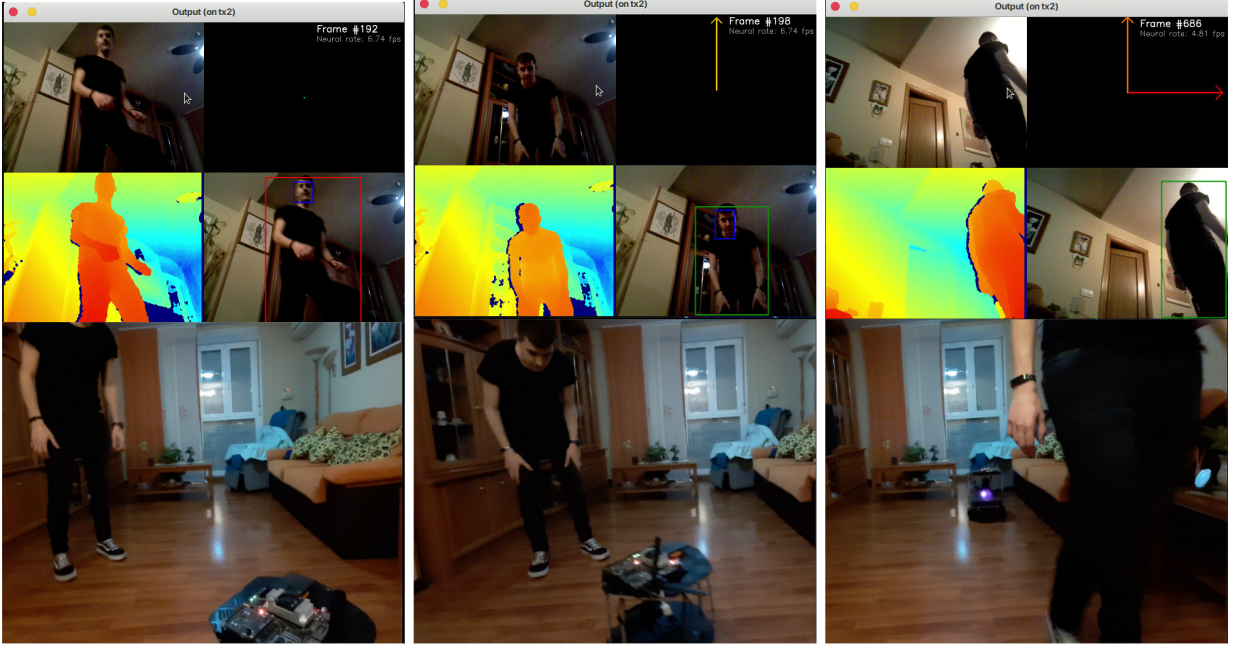 Output (on tx2)
Frame #192
Neural rate: 6.74 fps
Output (on tx2)
Frame #198
Neural rate: 6.74 fps
Output (on tx2)
Frame #686
Neural rate: 4.81 fps